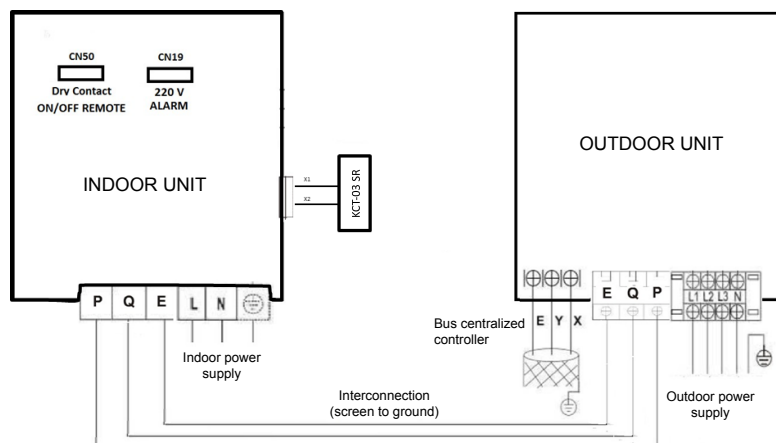 CN50
CN19
Dry Contact
ON/OFF REMOTE
220 V
ALARM
INDOOR UNIT
X1
X2
KCT-03 SR
OUTDOOR UNIT
P Q E L N
E Y X
E Q P
L1 L2 L3 N
Bus centralized
controller
Indoor power
supply
Interconnection
(screen to ground)
Outdoor power
supply